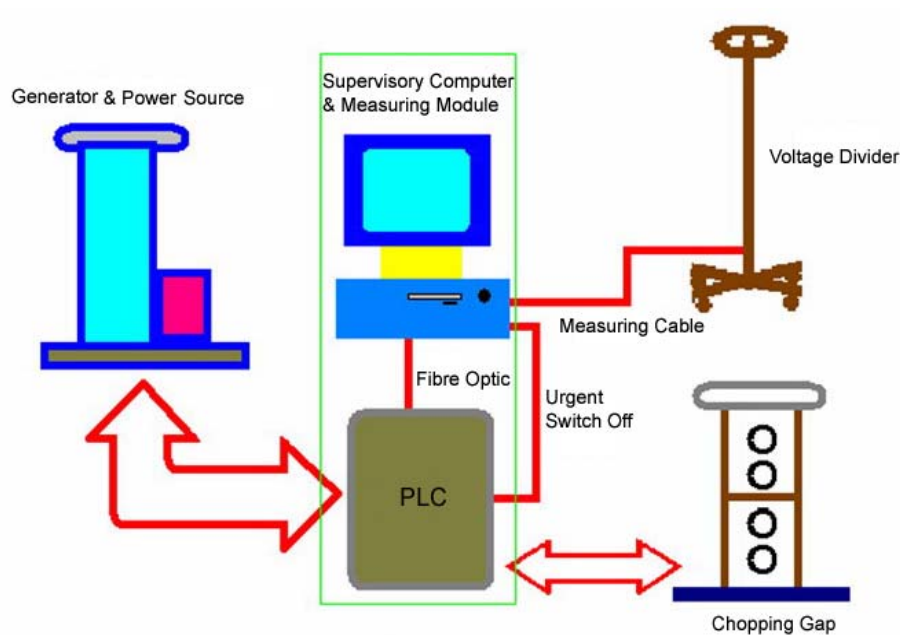 Generator & Power Source
Supervisory Computer
& Measuring Module
Voltage Divider
Measuring Cable
Fibre Optic
Urgent
Switch Off
PLC
Chopping Gap